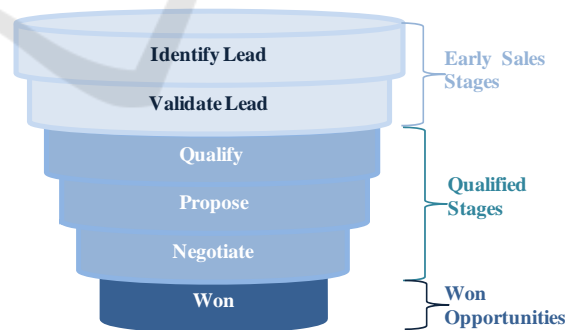 Identify Lead
Validate Lead
Qualify
Propose
Negotiate
Won
Early Sales
Stages
Qualified
Stages
Won
Opportunities